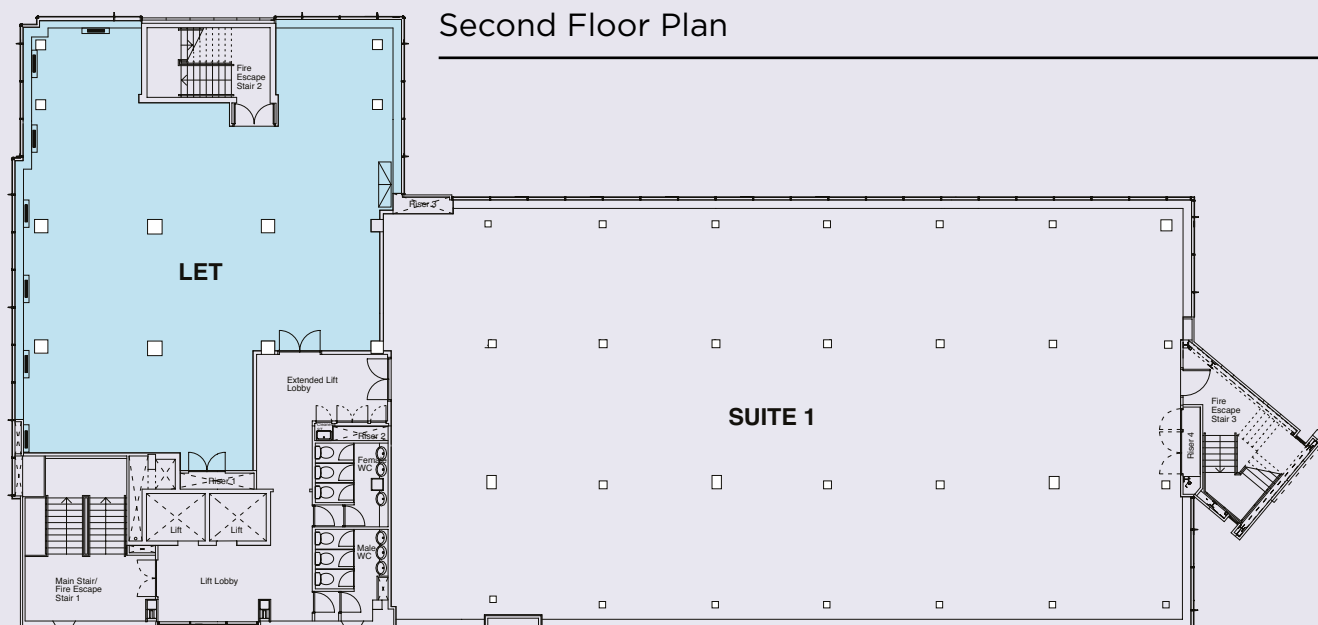 Second Floor Plan
Fire
Escape
Stair 2
Riser 3
LET
Extended Lift
Lobby
SUITE 1
Fire
Escape
Stair 3
Riser 4
Riser 2
Female
WC
Riser 1
Lift
Lift
Male
WC
Main Stair/
Fire Escape
Stair 1
Lift Lobby